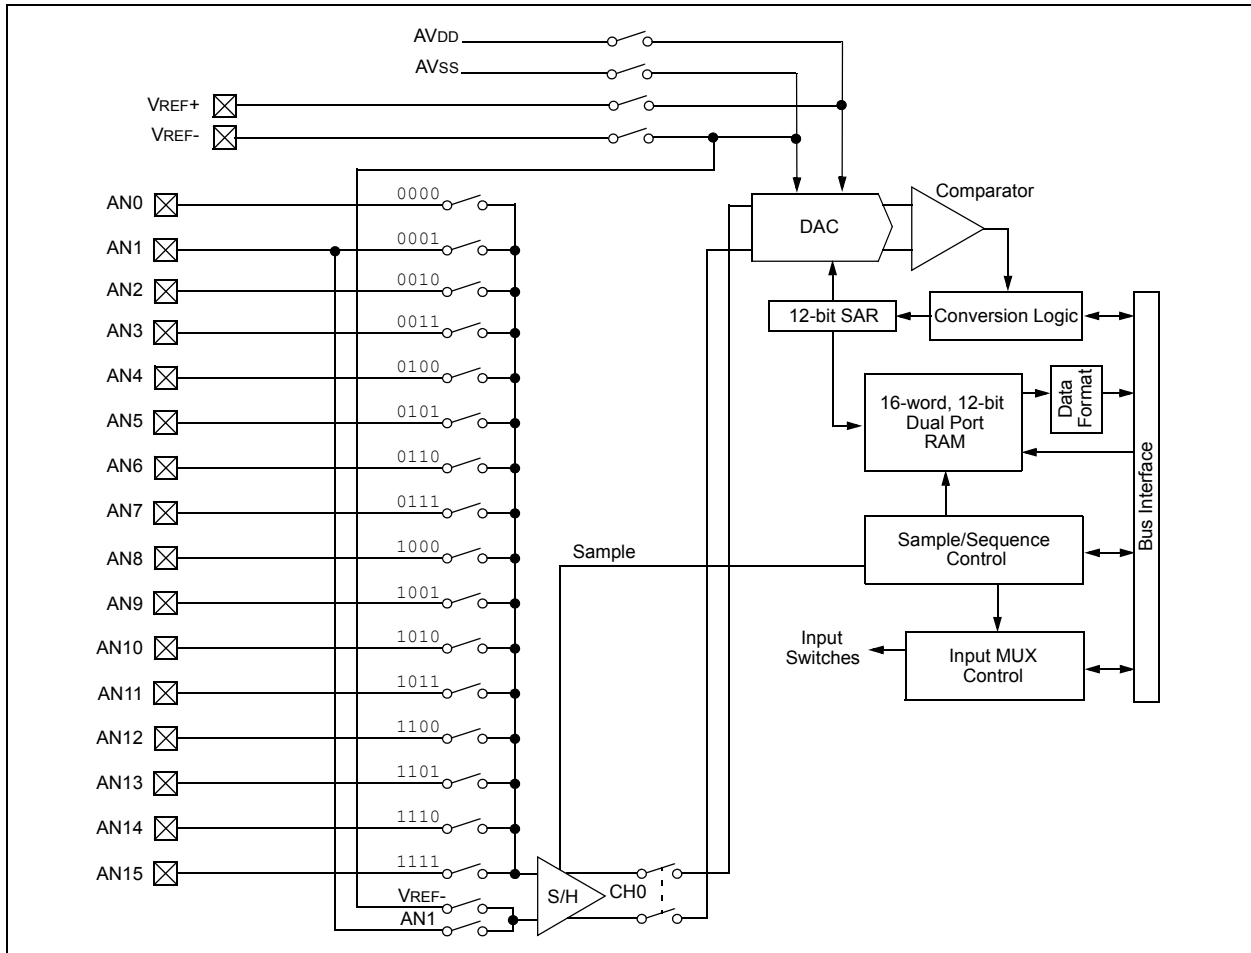 AVDD
AVSS
VREF+
VREF-
AN0
0000
AN1
0001
AN2
0010
AN3
0011
AN4
0100
AN5
0101
AN6
0110
AN7
0111
AN8
1000
AN9
1001
AN10
1010
AN11
1011
AN12
1100
AN13
1101
AN14
1110
AN15
1111
VREF-
AN1
S/H
CH0
Sample
DAC
Comparator
12-bit SAR
Conversion Logic
16-word, 12-bit
Dual Port
RAM
Data
Format
Bus Interface
Sample/Sequence
Control
Input
Switches
Input MUX
Control